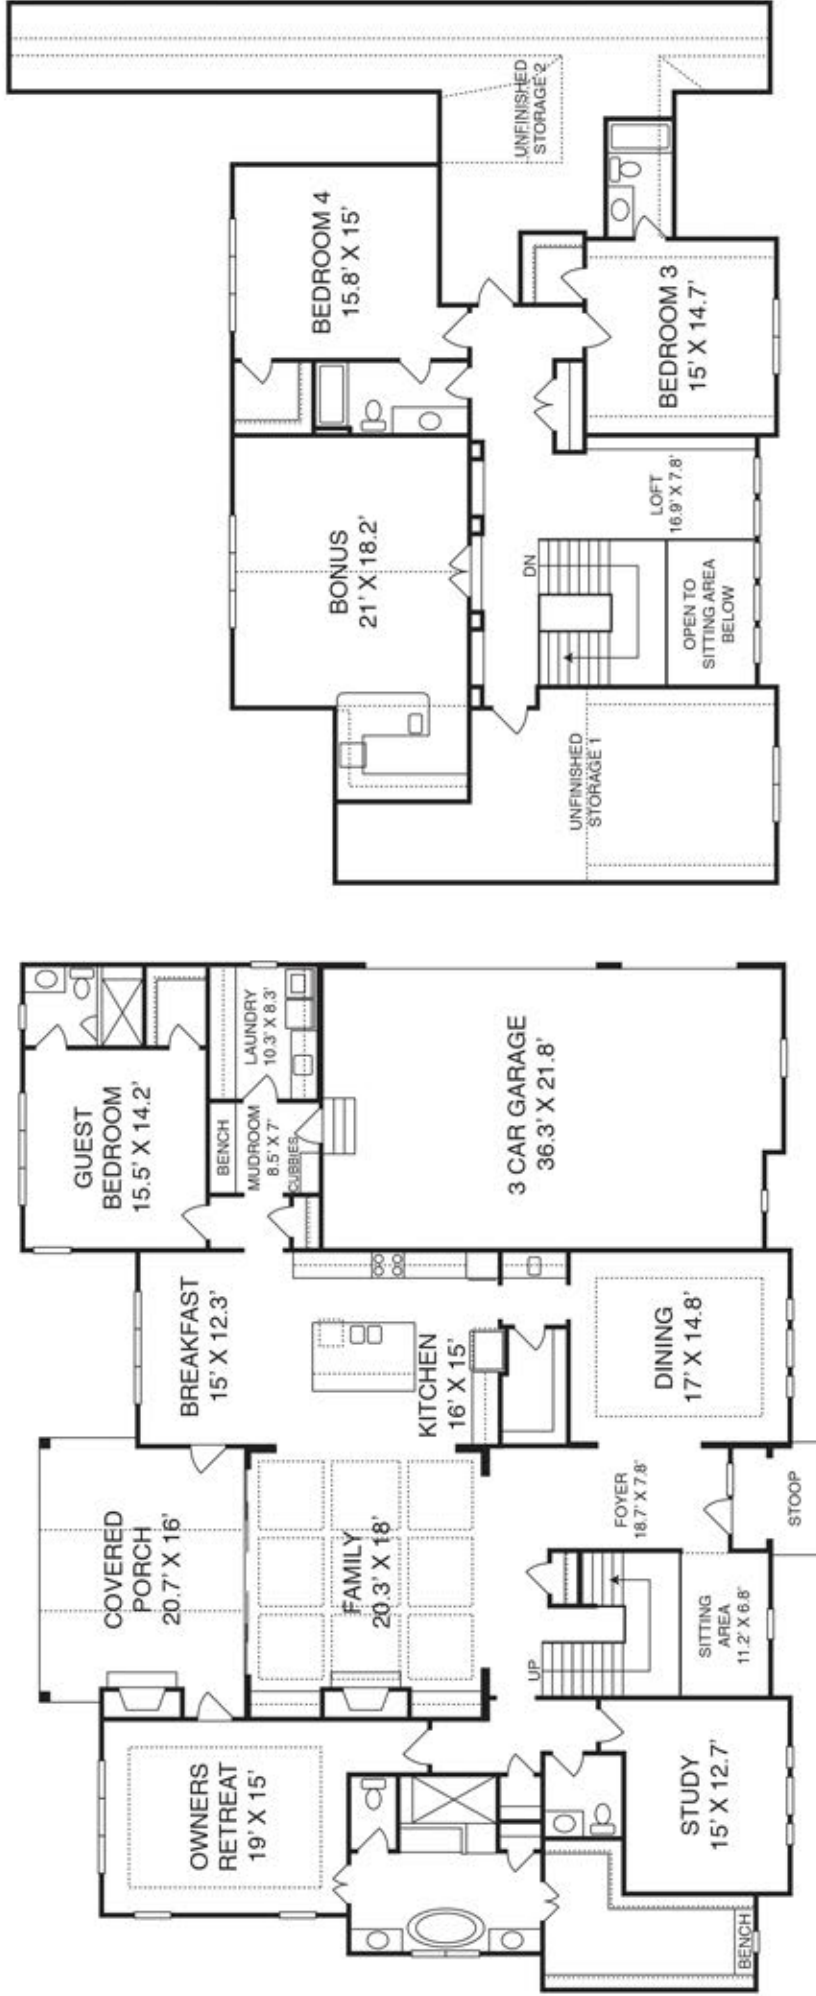 UNFINISHED
STORAGE 2
BEDROOM 4
15.8' X 15'
BEDROOM 3
15' X 14.7'
LOFT
16.9' X 7.8'
BONUS
21' X 18.2'
DN
OPEN TO
SITTING AREA
BELOW
UNFINISHED
STORAGE 1
LAUNDRY
10.3' X 8.3'
GUEST
BEDROOM
15.5' X 14.2'
BENCH
MUDROOM
8.5' X 7'
CUBBIES
3 CAR GARAGE
36.3' X 21.8'
BREAKFAST
15' X 12.3'
KITCHEN
16' X 15'
DINING
17' X 14.8'
COVERED
PORCH
20.7' X 16'
FAMILY
20.3' X 18'
FOYER
18.7' X 7.8'
STOOP
UP
SITTING
AREA
11.2' X 6.8'
OWNERS
RETREAT
19' X 15'
STUDY
15' X 12.7'
BENCH